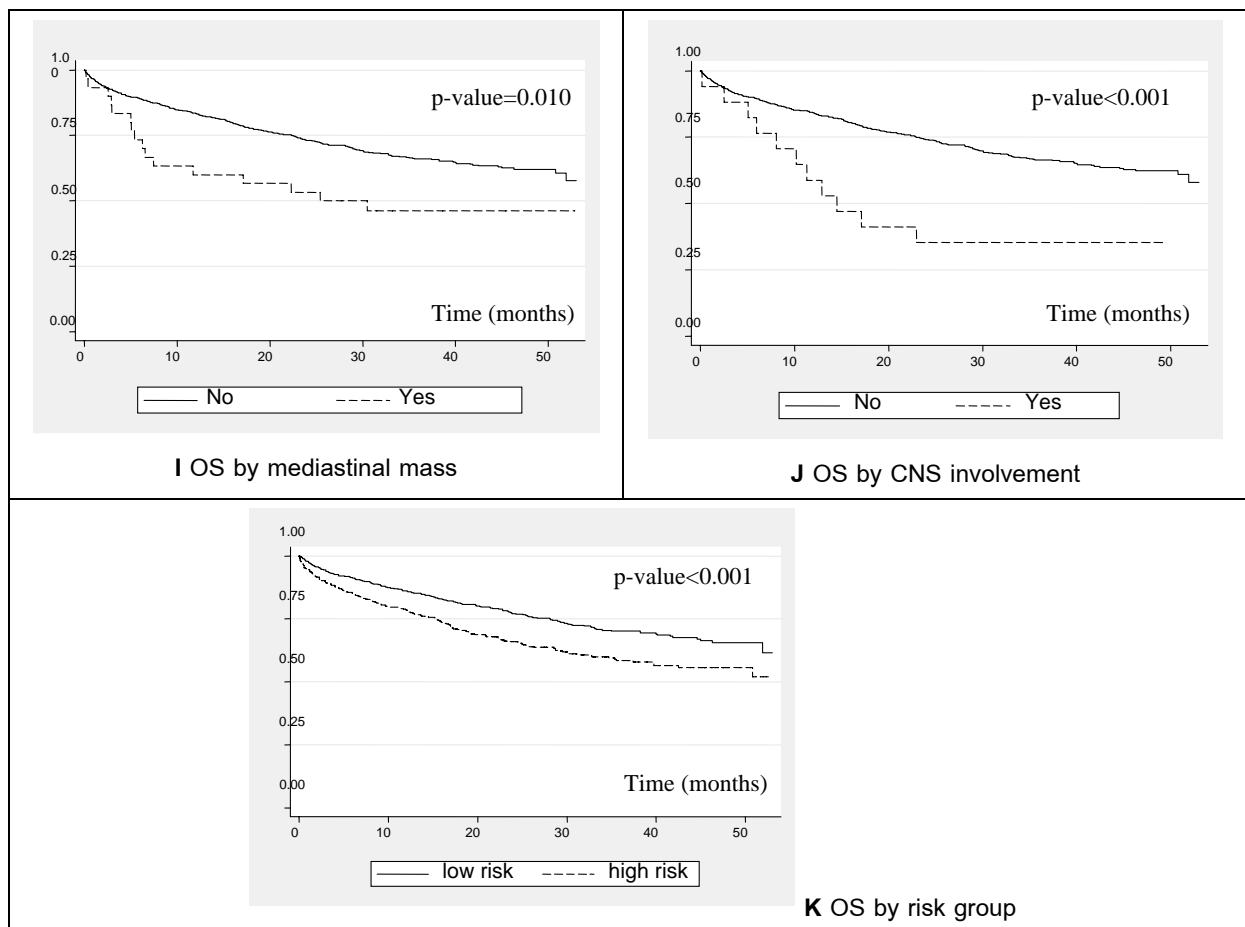 1.0
0
p-value=0.010
0.75
0.50
0.25
Time (months)
0.00
0 10 20 30 40 50
No Yes
I OS by mediastinal mass
1.00
p-value<0.001
0.75
0.50
0.25
Time (months)
0.00
0 10 20 30 40 50
No Yes
J OS by CNS involvement
1.00
p-value<0.001
0.75
0.50
0.25
Time (months)
0.00
0 10 20 30 40 50
low risk high risk
K OS by risk group